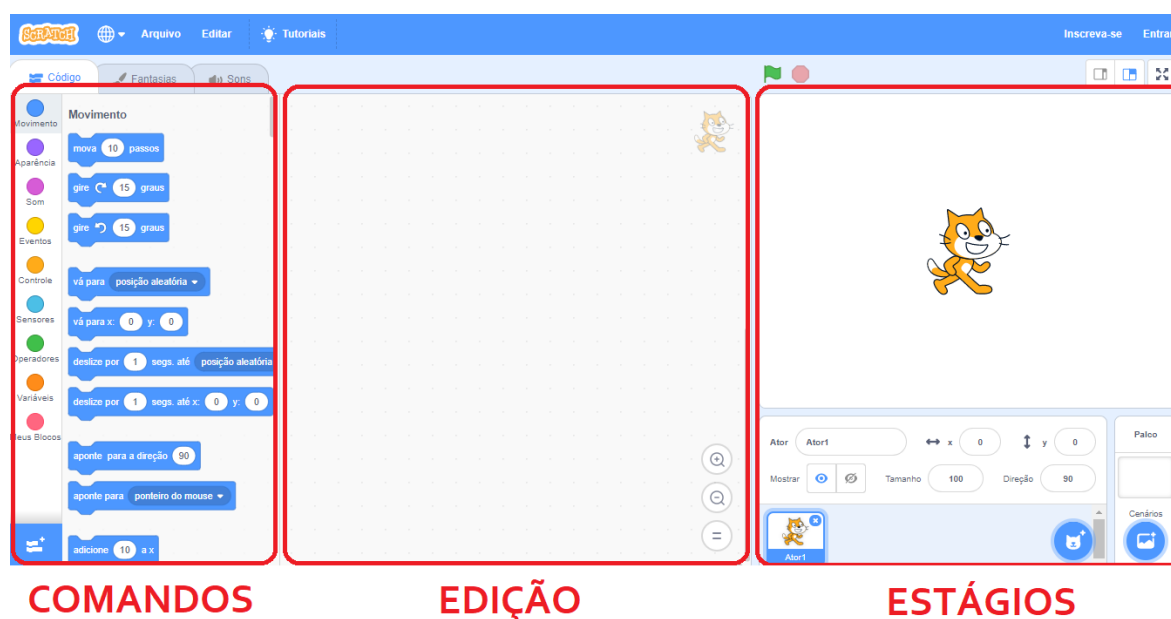 SCRATCH Arquivo Editar Tutoriais Inscreva-se Entrar
Código Fantasias Sons
Movimento
Aparência
Som
Eventos
Controle
Sensores
Operadores
Variáveis
Meus Blocos
Movimento
mova 10 passos
gire 15 graus
gire 15 graus
vá para posição aleatória
vá para x: 0 y: 0
deslize por 1 segs. até posição aleatória
deslize por 1 segs. até x: 0 y: 0
aponte para a direção 90
aponte para ponteiro do mouse
adicione 10 a x
Ator Ator1 x 0 y 0
Mostrar Tamanho 100 Direção 90
Ator1
Palco
Cenários
COMANDOS
EDIÇÃO
ESTÁGIOS